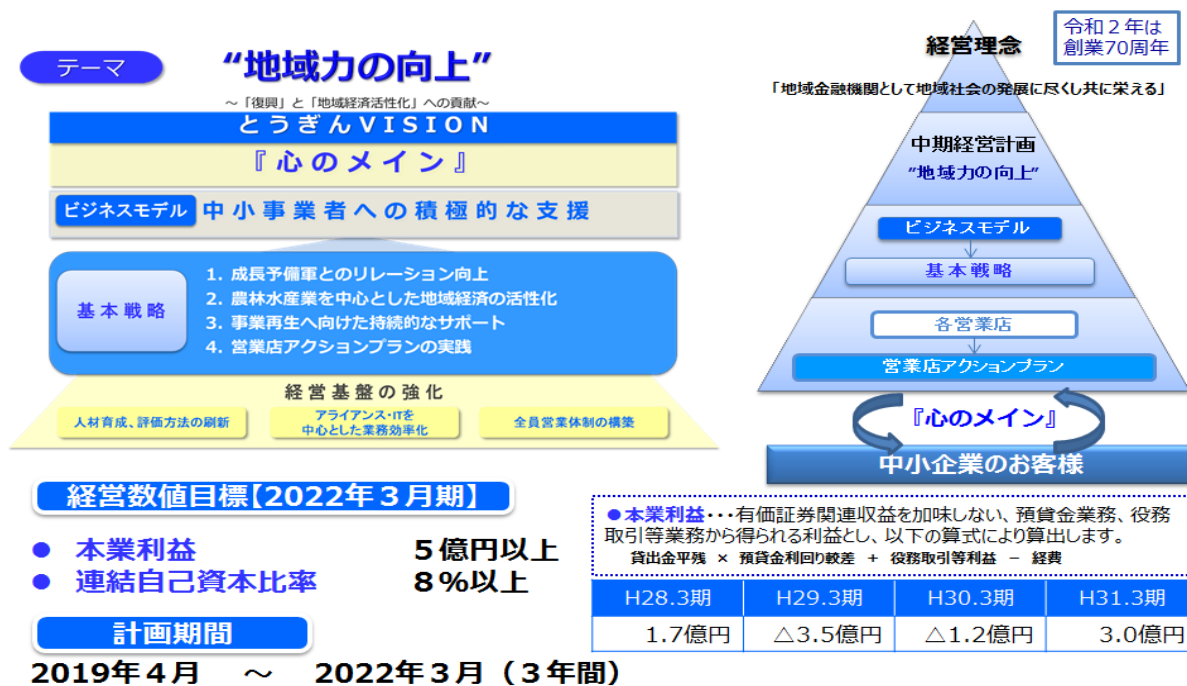 テーマ
“地域力の向上”
～「復興」と「地域経済活性化」への貢献～
とうぎんVISION
『心のメイン』
ビジネスモデル 中小事業者への積極的な支援
基本戦略
1. 成長予備軍とのリレーション向上
2. 農林水産業を中心とした地域経済の活性化
3. 事業再生へ向けた持続的なサポート
4. 営業店アクションプランの実践
経営基盤の強化
人材育成、評価方法の刷新
アライアンス・ITを
中心とした業務効率化
全員営業体制の構築
令和２年は
創業70周年
経営理念
「地域金融機関として地域社会の発展に尽くし共に栄える」
中期経営計画
”地域力の向上”
ビジネスモデル
基本戦略
各営業店
営業店アクションプラン
『心のメイン』
中小企業のお客様
経営数値目標【2022年３月期】
● 本業利益 ５億円以上
● 連結自己資本比率 8％以上
計画期間
2019年４月 ～ 2022年３月（３年間）
●本業利益・・・有価証券関連収益を加味しない、預貸金業務、役務
取引等業務から得られる利益とし、以下の算式により算出します。
貸出金平残 × 預貸金利回り較差 ＋ 役務取引等利益 － 経費
H28.3期 H29.3期 H30.3期 H31.3期
1.7億円 △3.5億円 △1.2億円 3.0億円